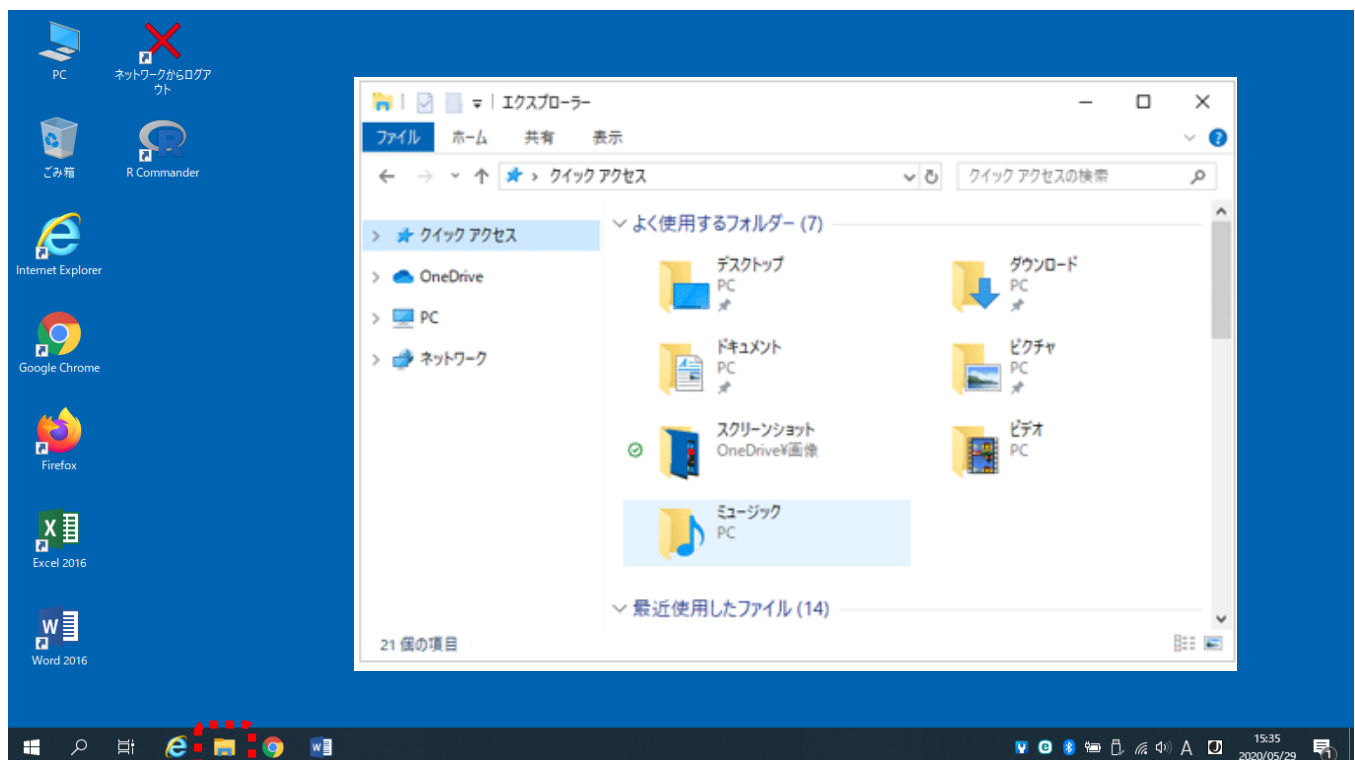 PC
ネットワークからログア
ウト
ごみ箱
R Commander
Internet Explorer
Google Chrome
Firefox
Excel 2016
Word 2016
エクスプローラー
ファイル ホーム 共有 表示
クイック アクセス
クイック アクセスの検索
クイック アクセス
OneDrive
PC
ネットワーク
よく使用するフォルダー (7)
デスクトップ
PC
ダウンロード
PC
ドキュメント
PC
ピクチャ
PC
スクリーンショット
OneDrive¥画像
ビデオ
PC
ミュージック
PC
最近使用したファイル (14)
21 個の項目
A
15:35
2020/05/29
1